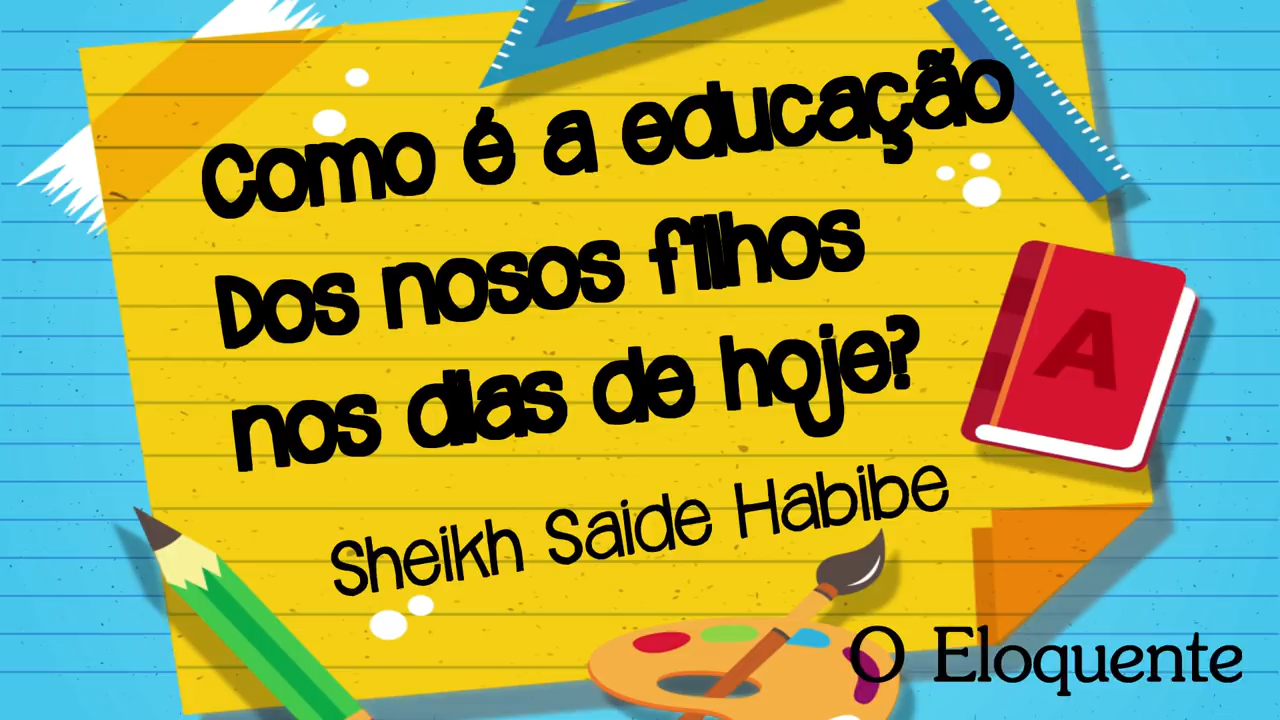 Como é a educação
Dos nosos filhos
nos dias de hoje?
Sheikh Saide Habibe
A
O Eloquente